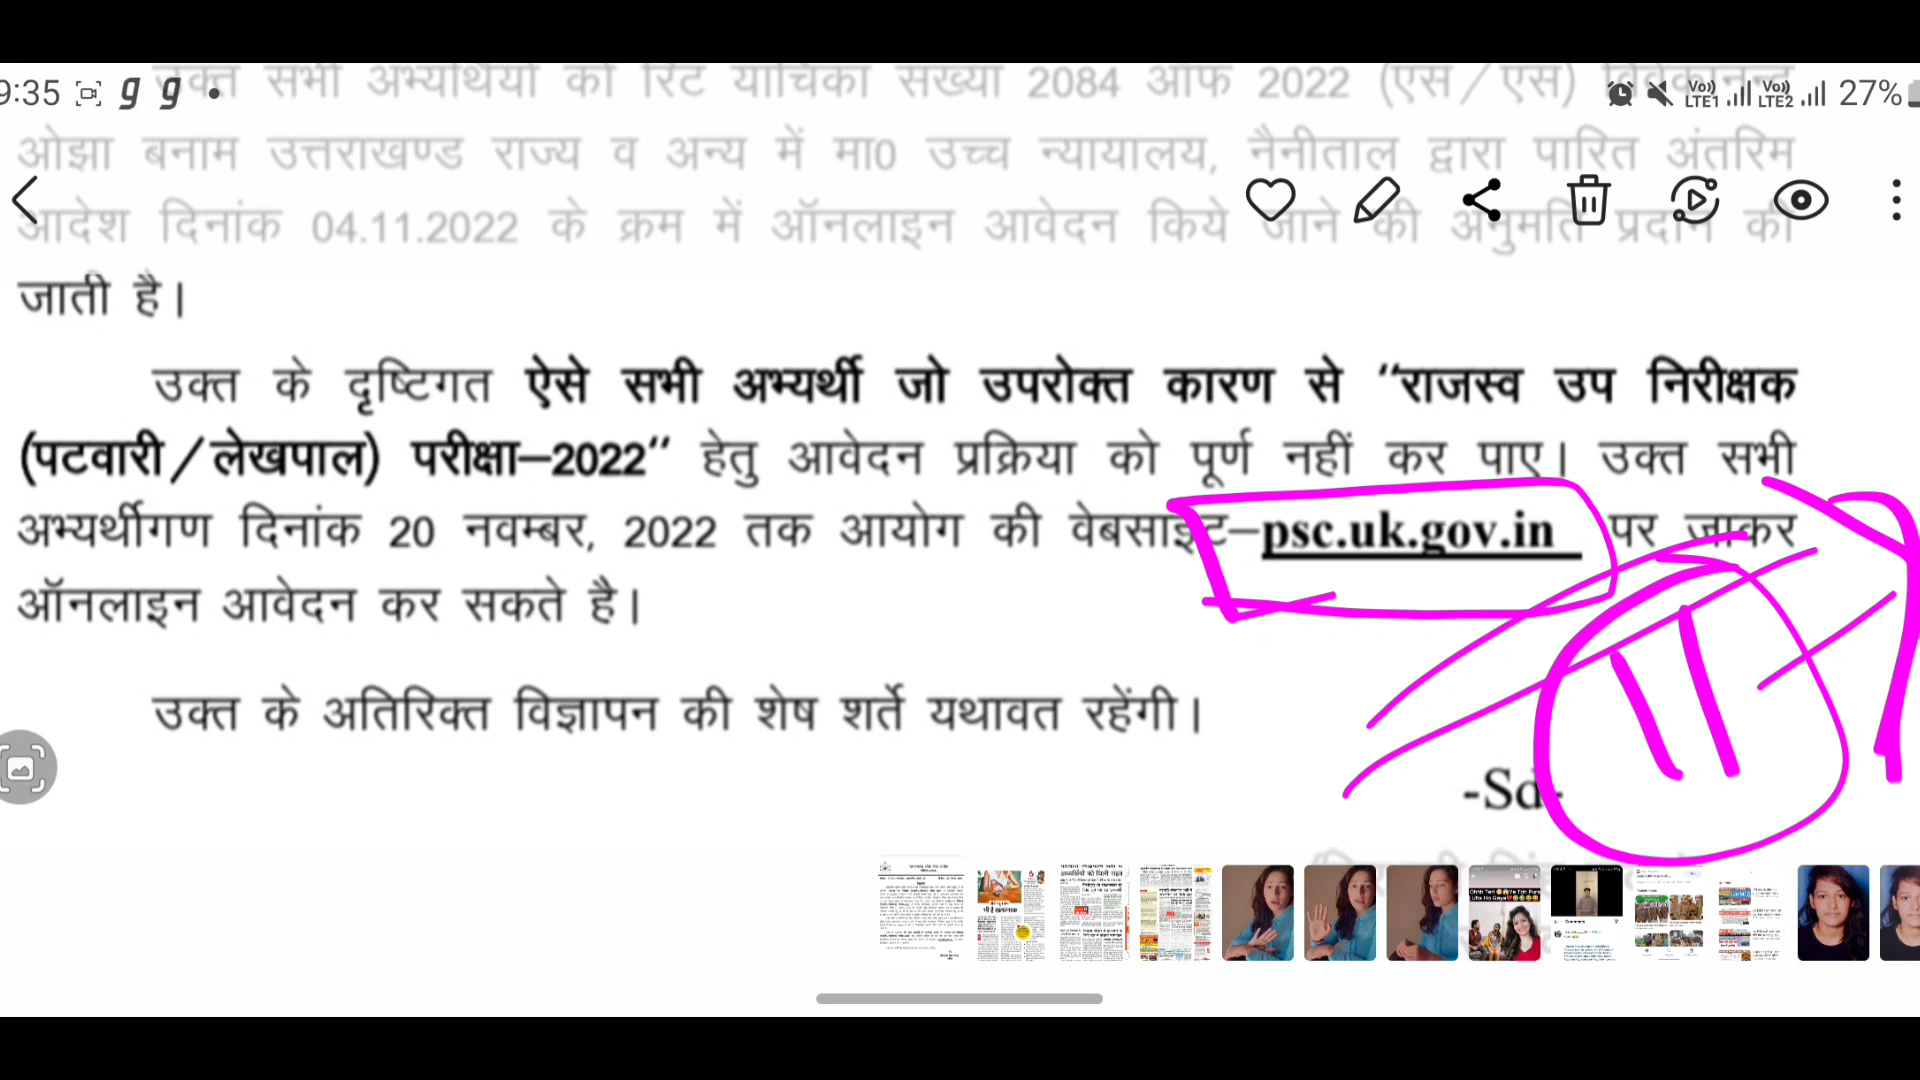 9:35 g g
VoLTE1 VoLTE2 27%
उक्त सभी अभ्यर्थियों को रिट याचिका संख्या 2084 ऑफ 2022 (एस/एस)
ओझा बनाम उत्तराखण्ड राज्य व अन्य में मा0 उच्च न्यायालय, नैनीताल द्वारा पारित अंतरिम
आदेश दिनांक 04.11.2022 के क्रम में ऑनलाइन आवेदन किये जाने की अनुमति प्रदान की
जाती है।
उक्त के दृष्टिगत ऐसे सभी अभ्यर्थी जो उपरोक्त कारण से "राजस्व उप निरीक्षक
(पटवारी/लेखपाल) परीक्षा–2022" हेतु आवेदन प्रक्रिया को पूर्ण नहीं कर पाए। उक्त सभी
अभ्यर्थीगण दिनांक 20 नवम्बर, 2022 तक आयोग की वेबसाइट–psc.uk.gov.in पर जाकर
ऑनलाइन आवेदन कर सकते है।
उक्त के अतिरिक्त विज्ञापन की शेष शर्ते यथावत रहेंगी।
-Sd-